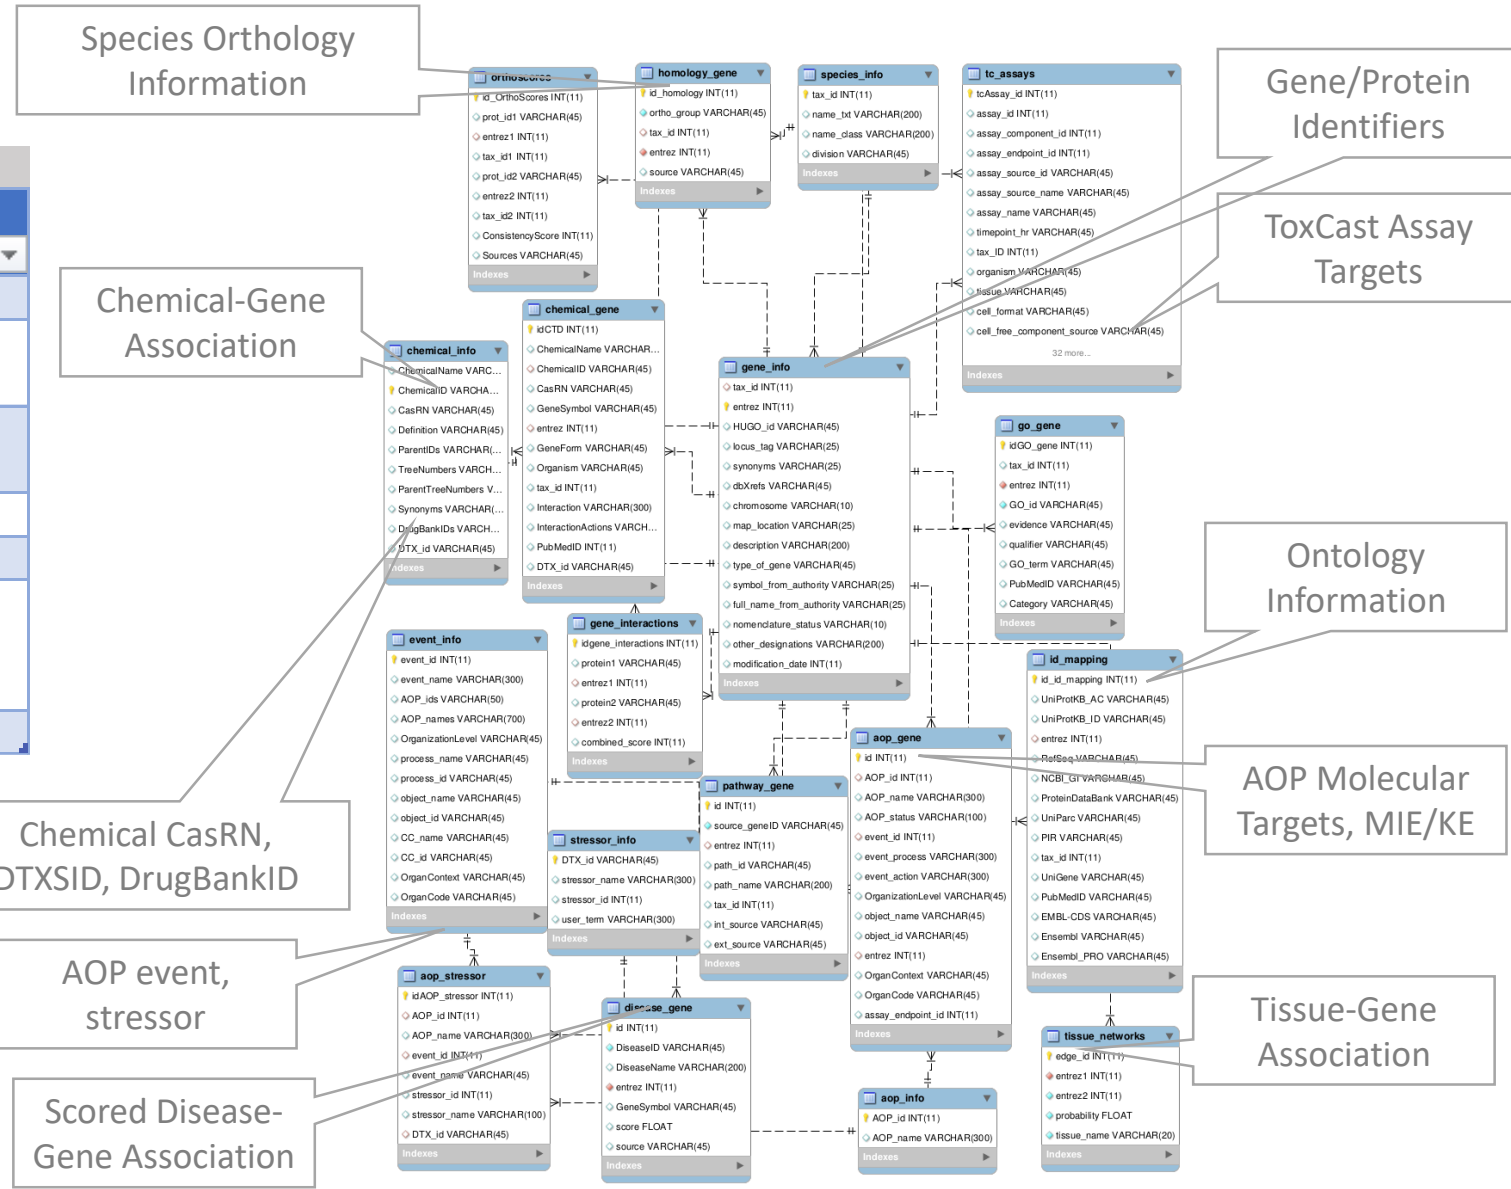 Species Orthology
Information
Gene/Protein
Identifiers
ToxCast Assay
Targets
Chemical-Gene
Association
Ontology
Information
AOP Molecular
Targets, MIE/KE
Chemical CasRN,
DTXSID, DrugBankID
AOP event,
stressor
Tissue-Gene
Association
Scored Disease-
Gene Association
orthoscores
id_OrthoScores INT(11)
prot_id1 VARCHAR(45)
entrez1 INT(11)
tax_id1 INT(11)
prot_id2 VARCHAR(45)
entrez2 INT(11)
tax_id2 INT(11)
ConsistencyScore INT(11)
Sources VARCHAR(45)
Indexes
homology_gene
id_homology INT(11)
ortho_group VARCHAR(45)
tax_id INT(11)
entrez INT(11)
source VARCHAR(45)
Indexes
species_info
tax_id INT(11)
name_txt VARCHAR(200)
name_class VARCHAR(200)
division VARCHAR(45)
Indexes
tc_assays
tcAssay_id INT(11)
assay_id INT(11)
assay_component_id INT(11)
assay_endpoint_id INT(11)
assay_source_id VARCHAR(45)
assay_source_name VARCHAR(45)
assay_name VARCHAR(45)
timepoint_hr VARCHAR(45)
tax_ID INT(11)
organism VARCHAR(45)
tissue VARCHAR(45)
cell_format VARCHAR(45)
cell_free_component_source VARCHAR(45)
32 more...
Indexes
chemical_info
ChemicalName VARC...
ChemicalID VARCHA...
CasRN VARCHAR(45)
Definition VARCHAR(45)
ParentIDs VARCHAR(...
TreeNumbers VARCH...
ParentTreeNumbers V...
Synonyms VARCHAR(...
DrugBankIDs VARCH...
DTX_id VARCHAR(45)
Indexes
chemical_gene
idCTD INT(11)
ChemicalName VARCHAR...
ChemicalID VARCHAR(45)
CasRN VARCHAR(45)
GeneSymbol VARCHAR(45)
entrez INT(11)
GeneForm VARCHAR(45)
Organism VARCHAR(45)
tax_id INT(11)
Interaction VARCHAR(300)
InteractionActions VARCH...
PubMedID INT(11)
DTX_id VARCHAR(45)
Indexes
gene_info
tax_id INT(11)
entrez INT(11)
HUGO_id VARCHAR(45)
locus_tag VARCHAR(25)
synonyms VARCHAR(25)
dbXrefs VARCHAR(45)
chromosome VARCHAR(10)
map_location VARCHAR(25)
description VARCHAR(200)
type_of_gene VARCHAR(45)
symbol_from_authority VARCHAR(25)
full_name_from_authority VARCHAR(25)
nomenclature_status VARCHAR(10)
other_designations VARCHAR(200)
modification_date INT(11)
Indexes
go_gene
idGO_gene INT(11)
tax_id INT(11)
entrez INT(11)
GO_id VARCHAR(45)
evidence VARCHAR(45)
qualifier VARCHAR(45)
GO_term VARCHAR(45)
PubMedID VARCHAR(45)
Category VARCHAR(45)
Indexes
event_info
event_id INT(11)
event_name VARCHAR(300)
AOP_ids VARCHAR(50)
AOP_names VARCHAR(700)
OrganizationLevel VARCHAR(45)
process_name VARCHAR(45)
process_id VARCHAR(45)
object_name VARCHAR(45)
object_id VARCHAR(45)
CC_name VARCHAR(45)
CC_id VARCHAR(45)
OrganContext VARCHAR(45)
OrganCode VARCHAR(45)
Indexes
gene_interactions
idgene_interactions INT(11)
protein1 VARCHAR(45)
entrez1 INT(11)
protein2 VARCHAR(45)
entrez2 INT(11)
combined_score INT(11)
Indexes
id_mapping
id_id_mapping INT(11)
UniProtKB_AC VARCHAR(45)
UniProtKB_ID VARCHAR(45)
entrez INT(11)
RefSeq VARCHAR(45)
NCBI_GI VARCHAR(45)
ProteinDataBank VARCHAR(45)
UniParc VARCHAR(45)
PIR VARCHAR(45)
tax_id INT(11)
UniGene VARCHAR(45)
PubMedID VARCHAR(45)
EMBL-CDS VARCHAR(45)
Ensembl VARCHAR(45)
Ensembl_PRO VARCHAR(45)
Indexes
aop_gene
id INT(11)
AOP_id INT(11)
AOP_name VARCHAR(300)
AOP_status VARCHAR(100)
event_id INT(11)
event_process VARCHAR(300)
event_action VARCHAR(300)
OrganizationLevel VARCHAR(45)
object_name VARCHAR(45)
object_id VARCHAR(45)
entrez INT(11)
OrganContext VARCHAR(45)
OrganCode VARCHAR(45)
assay_endpoint_id INT(11)
Indexes
pathway_gene
id INT(11)
source_geneID VARCHAR(45)
entrez INT(11)
path_id VARCHAR(45)
path_name VARCHAR(200)
tax_id INT(11)
int_source VARCHAR(45)
ext_source VARCHAR(45)
Indexes
stressor_info
DTX_id VARCHAR(45)
stressor_name VARCHAR(300)
stressor_id INT(11)
user_term VARCHAR(300)
Indexes
aop_stressor
idAOP_stressor INT(11)
AOP_id INT(11)
AOP_name VARCHAR(300)
event_id INT(11)
event_name VARCHAR(45)
stressor_id INT(11)
stressor_name VARCHAR(100)
DTX_id VARCHAR(45)
Indexes
disease_gene
id INT(11)
DiseaseID VARCHAR(45)
DiseaseName VARCHAR(200)
entrez INT(11)
GeneSymbol VARCHAR(45)
score FLOAT
source VARCHAR(45)
Indexes
aop_info
AOP_id INT(11)
AOP_name VARCHAR(300)
Indexes
tissue_networks
edge_id INT(11)
entrez1 INT(11)
entrez2 INT(11)
probability FLOAT
tissue_name VARCHAR(20)
Indexes